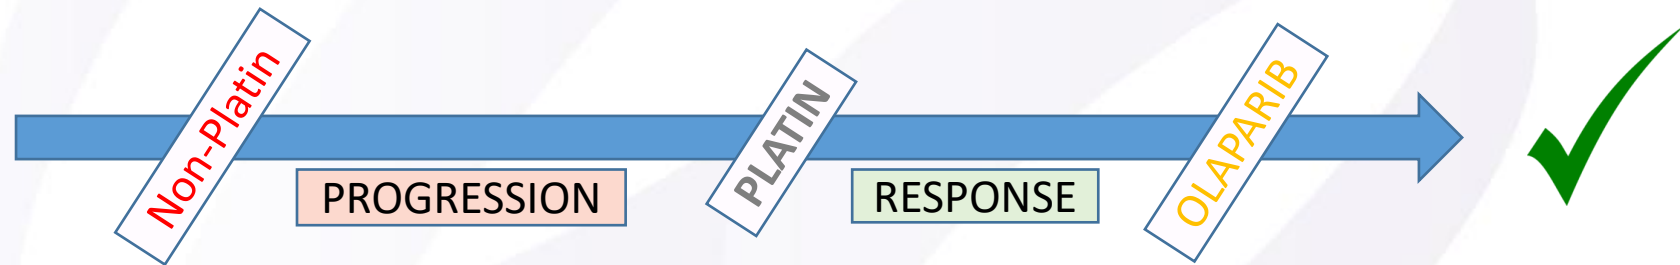 Non-Platin
PROGRESSION
PLATIN
RESPONSE
OLAPARIB